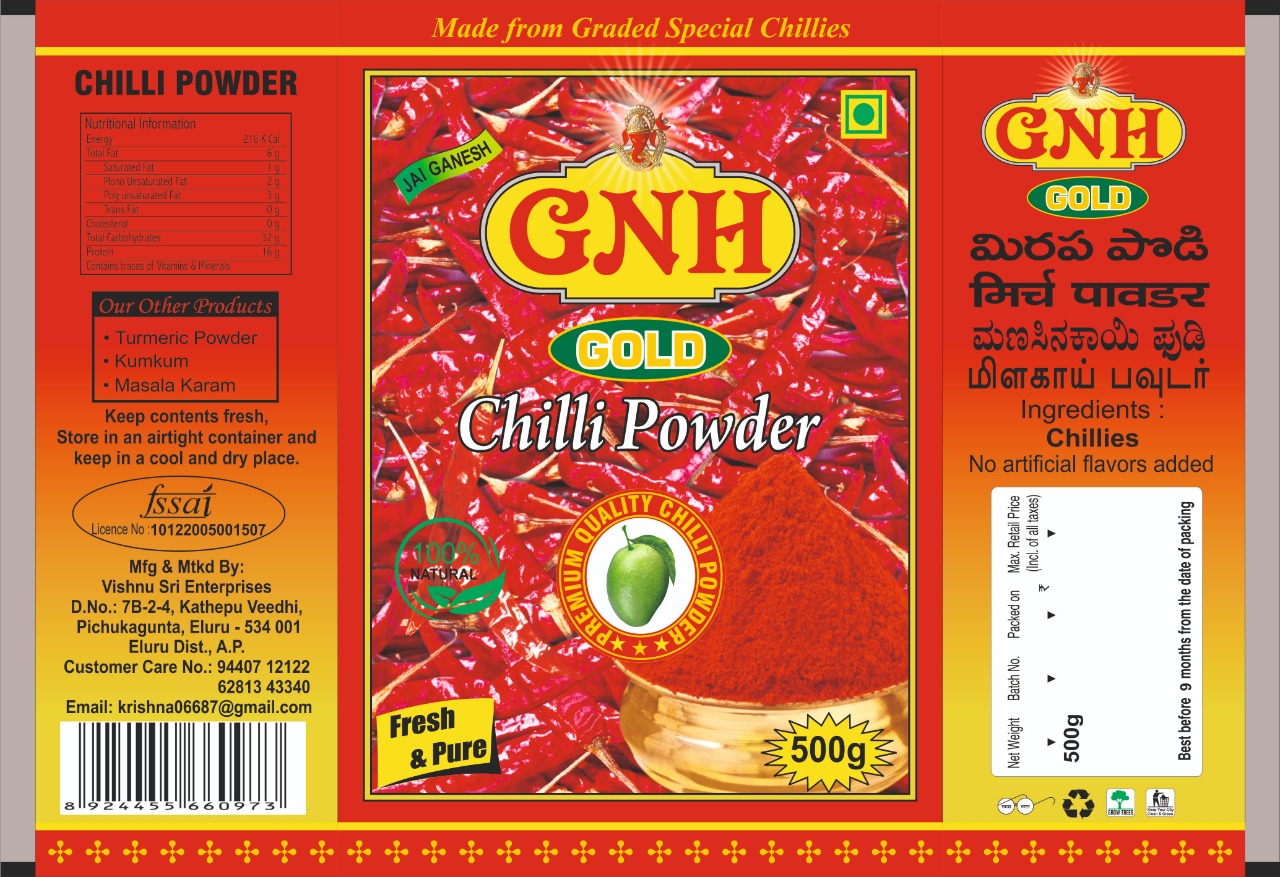 Made from Graded Special Chillies
CHILLI POWDER
Nutritional Information
Energy 216 K Cal
Total Fat 6 g
Saturated Fat 1 g
Mono Unsaturated Fat 2 g
Poly unsaturated Fat 3 g
Trans Fat 0 g
Cholesterol 0 g
Total Carbohydrates 32 g
Protein 16 g
Contains traces of Vitamins & Minerals
Our Other Products
• Turmeric Powder
• Kumkum
• Masala Karam
Keep contents fresh,
Store in an airtight container and
keep in a cool and dry place.
fssai
Licence No : 10122005001507
Mfg & Mtkd By:
Vishnu Sri Enterprises
D.No.: 7B-2-4, Kathepu Veedhi,
Pichukagunta, Eluru - 534 001
Eluru Dist., A.P.
Customer Care No.: 94407 12122
62813 43340
Email: krishna06687@gmail.com
8 924455 660973
JAI GANESH
GNH
GOLD
Chilli Powder
PREMIUM QUALITY CHILLI POWDER
100%
NATURAL
Fresh
& Pure
500g
GNH
GOLD
మిరప పొడి
मिर्च पावडर
ಮಣಸಿನಕಾಯಿ ಫುಡಿ
மிளகாய் பவுடர்
Ingredients :
Chillies
No artificial flavors added
Net Weight Batch No. Packed on Max. Retail Price
(Incl. of all taxes)
₹
500g
Best before 9 months from the date of packing
GROW TREES
Keep Your City
Clean & Green